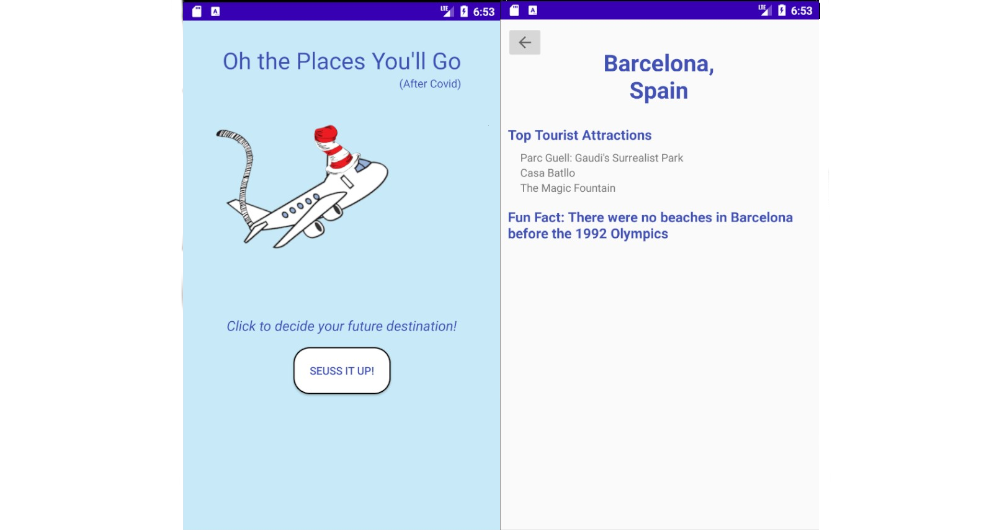 LTE 6:53
Oh the Places You'll Go
(After Covid)
Click to decide your future destination!
SEUSS IT UP!
LTE 6:53
Barcelona,
Spain
Top Tourist Attractions
Parc Guell: Gaudi's Surrealist Park
Casa Batllo
The Magic Fountain
Fun Fact: There were no beaches in Barcelona
before the 1992 Olympics